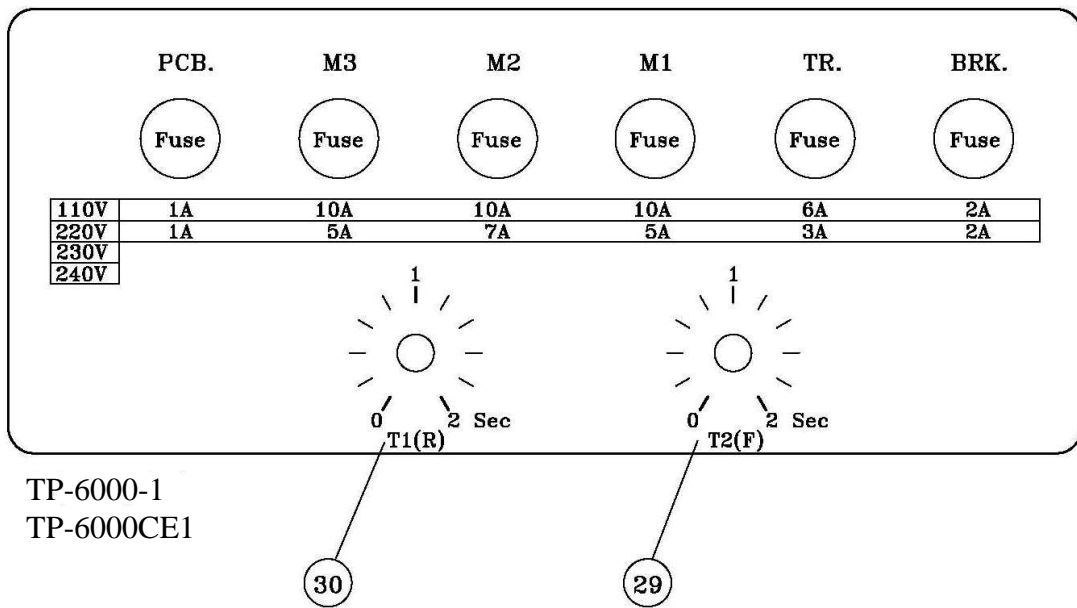 PCB. M3 M2 M1 TR. BRK.
Fuse Fuse Fuse Fuse Fuse Fuse
110V 1A 10A 10A 10A 6A 2A
220V 1A 5A 7A 5A 3A 2A
230V
240V
1 1
0 2 Sec 0 2 Sec
T1(R) T2(F)
TP-6000-1
TP-6000CE1
30 29